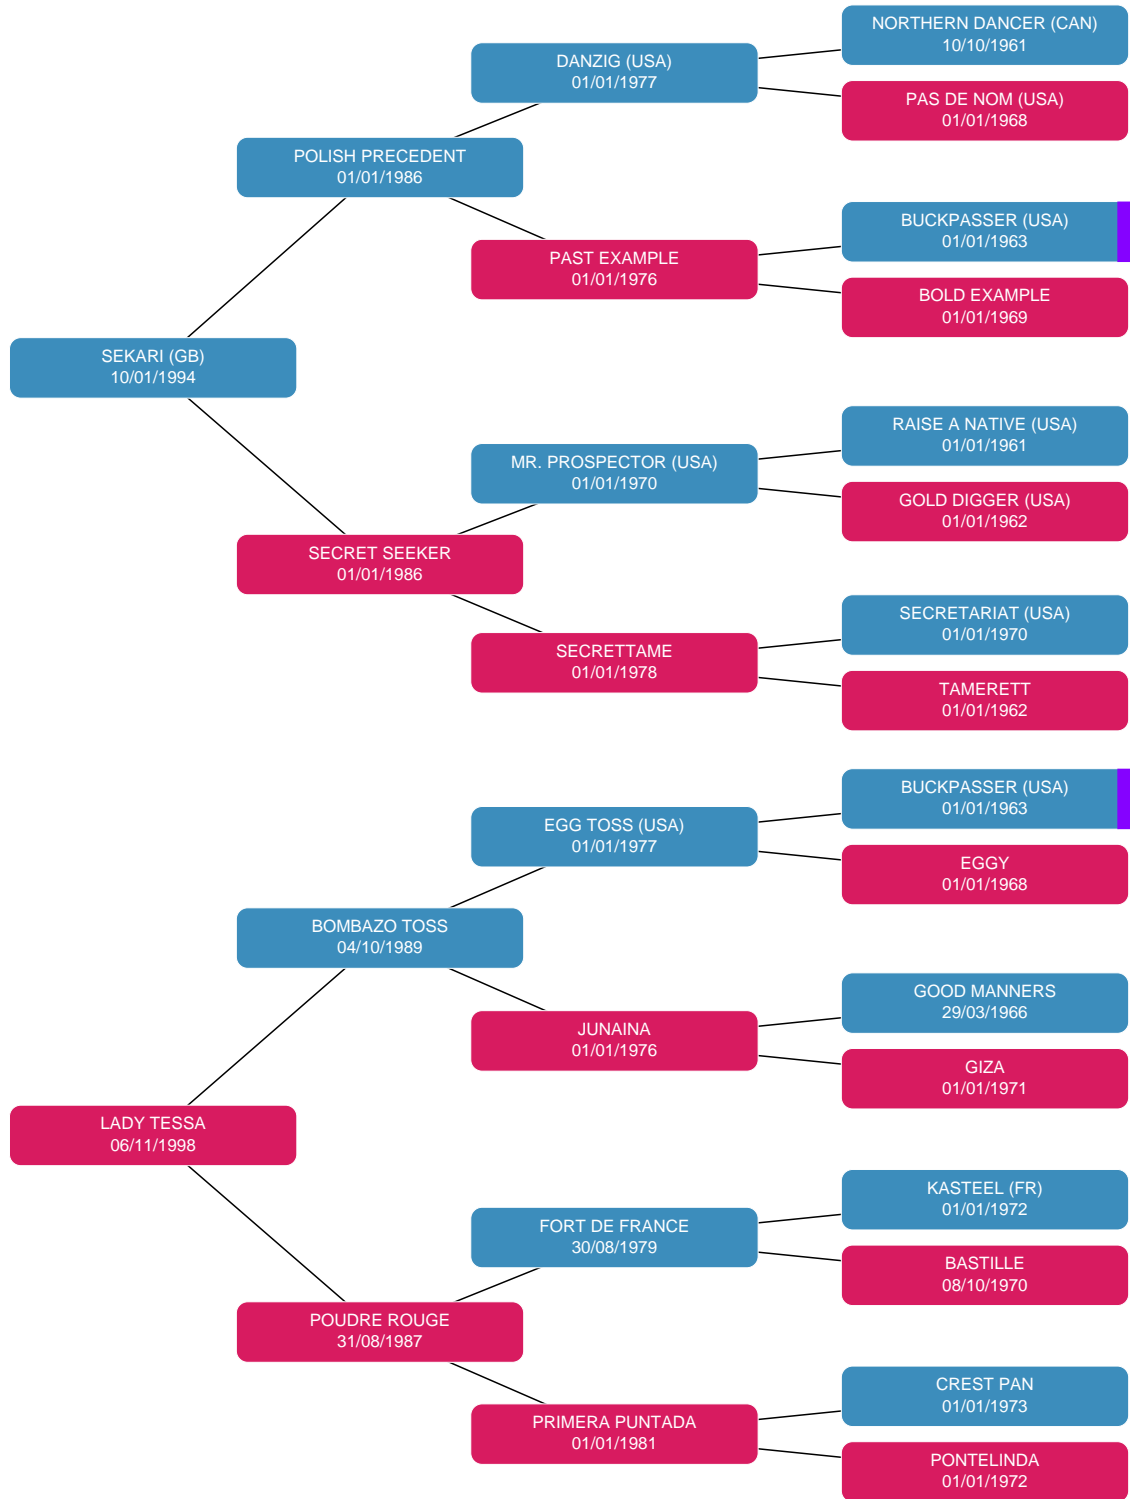 NORTHERN DANCER (CAN)
10/10/1961
DANZIG (USA)
01/01/1977
PAS DE NOM (USA)
01/01/1968
POLISH PRECEDENT
01/01/1986
BUCKPASSER (USA)
01/01/1963
PAST EXAMPLE
01/01/1976
BOLD EXAMPLE
01/01/1969
SEKARI (GB)
10/01/1994
RAISE A NATIVE (USA)
01/01/1961
MR. PROSPECTOR (USA)
01/01/1970
GOLD DIGGER (USA)
01/01/1962
SECRET SEEKER
01/01/1986
SECRETARIAT (USA)
01/01/1970
SECRETTAME
01/01/1978
TAMERETT
01/01/1962
BUCKPASSER (USA)
01/01/1963
EGG TOSS (USA)
01/01/1977
EGGY
01/01/1968
BOMBAZO TOSS
04/10/1989
GOOD MANNERS
29/03/1966
JUNAINA
01/01/1976
GIZA
01/01/1971
LADY TESSA
06/11/1998
KASTEEL (FR)
01/01/1972
FORT DE FRANCE
30/08/1979
BASTILLE
08/10/1970
POUDRE ROUGE
31/08/1987
CREST PAN
01/01/1973
PRIMERA PUNTADA
01/01/1981
PONTELINDA
01/01/1972